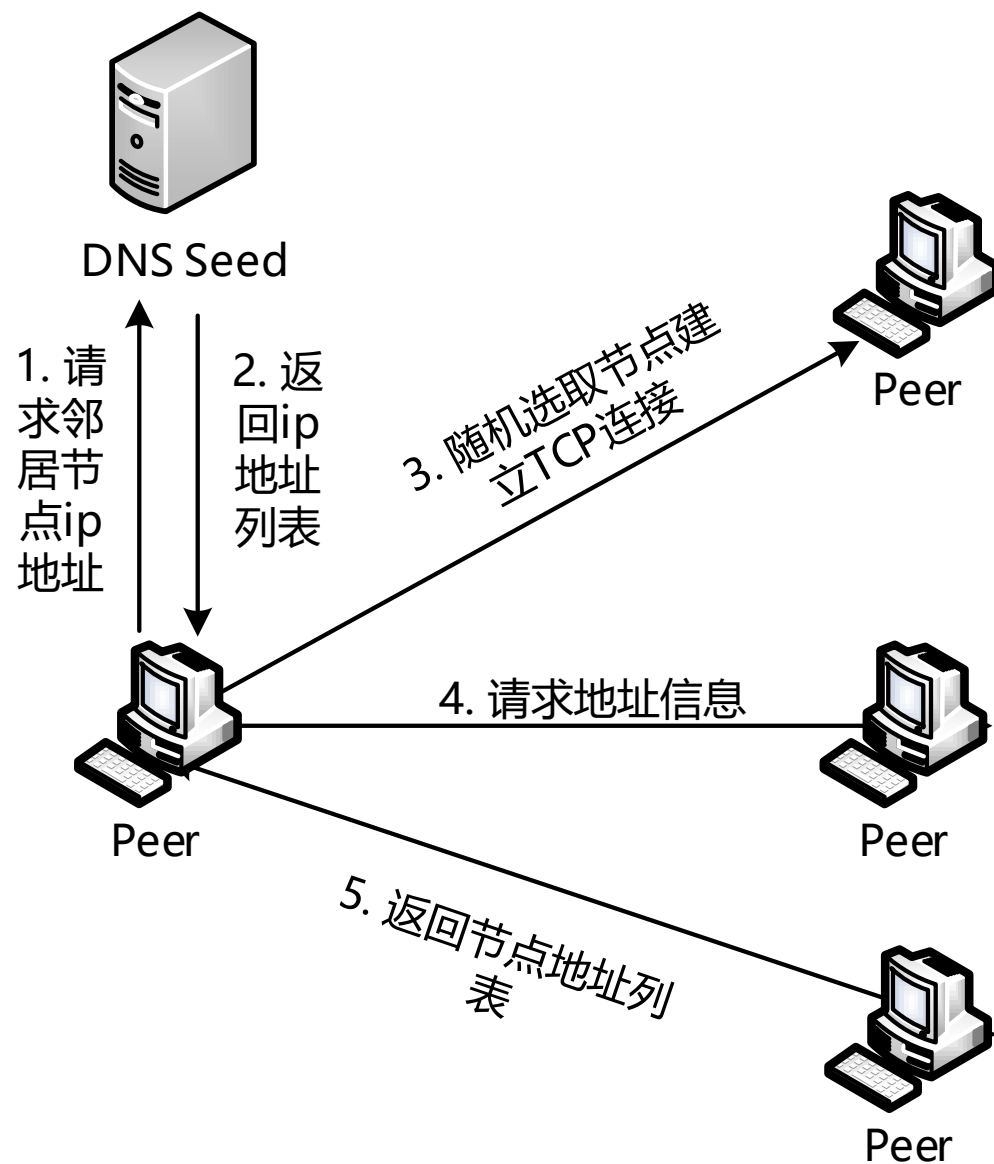 DNS Seed
1. 请
求邻
居节
点ip
地址
2. 返
回ip
地址
列表
3. 随机选取节点建
立TCP连接
Peer
4. 请求地址信息
Peer
Peer
5. 返回节点地址列
表
Peer